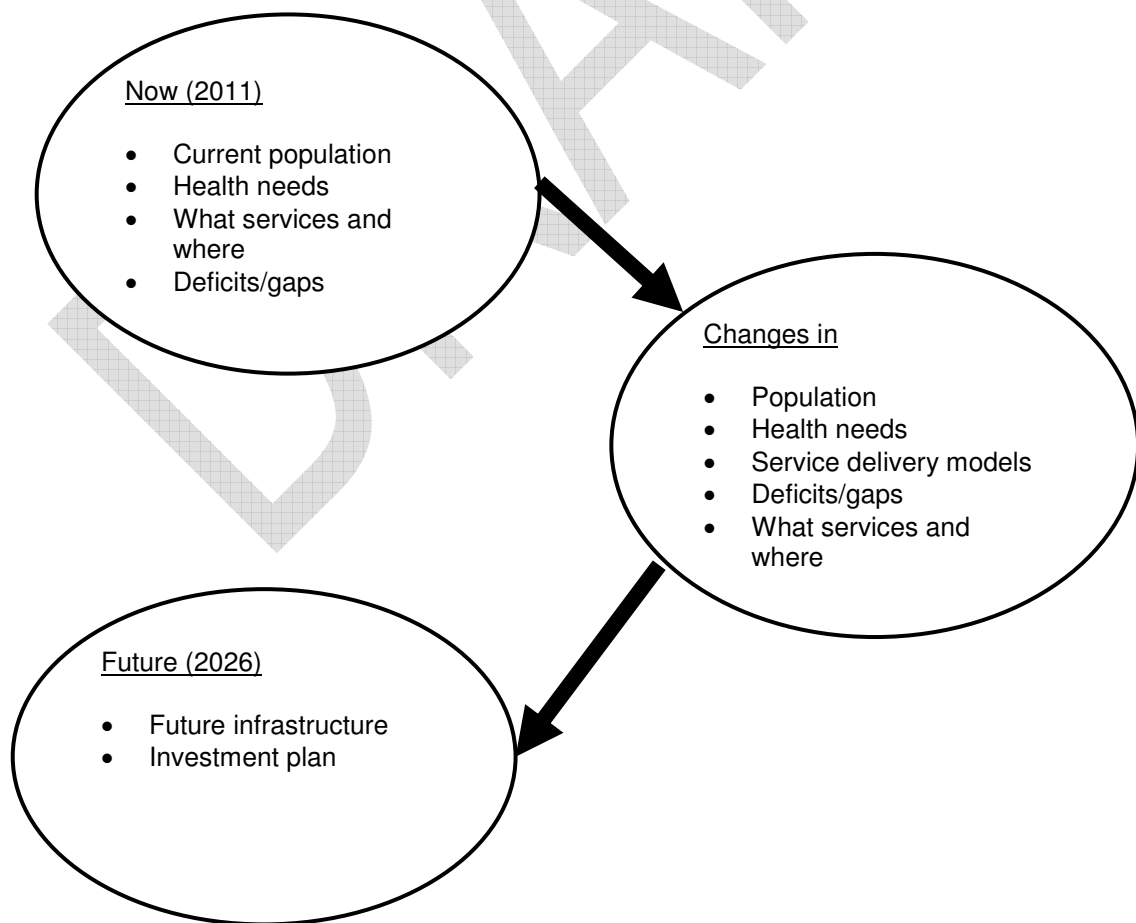 Now (2011)
• Current population
• Health needs
• What services and
where
• Deficits/gaps
Changes in
• Population
• Health needs
• Service delivery models
• Deficits/gaps
• What services and
where
Future (2026)
• Future infrastructure
• Investment plan